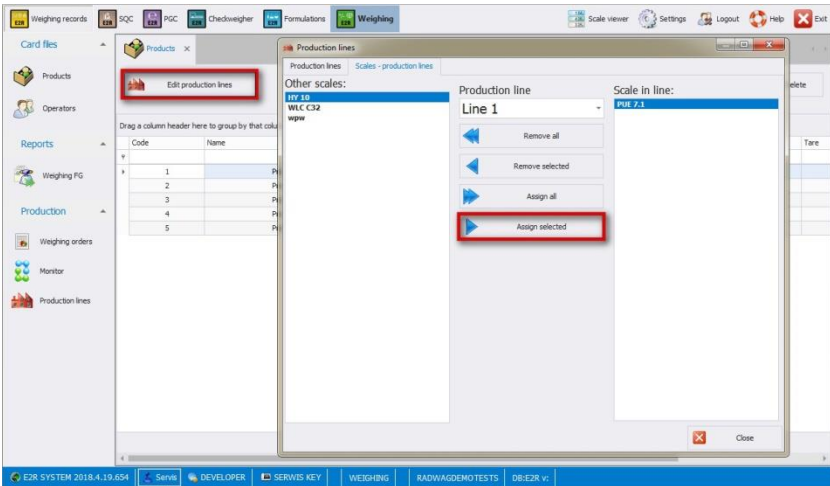 Weighing records SQC PGC Checkweigher Formulations Weighing Scale viewer Settings Logout Help Exit
Card files
Products
Operators
Reports
Weighing FG
Production
Weighing orders
Monitor
Production lines
Products ×
Edit production lines
Drag a column header here to group by that
Code Name Tare
1
2
3
4
5
Production lines
Production lines Scales - production lines
Other scales:
HY 10
WLC C32
wpw
Production line
Line 1
Remove all
Remove selected
Assign all
Assign selected
Scale in line:
PUE 7.1
Close
E2R SYSTEM 2018.4.19.654 Servis DEVELOPER SERWIS KEY WEIGHING RADWAGDEMOTESTS DB:E2R v: